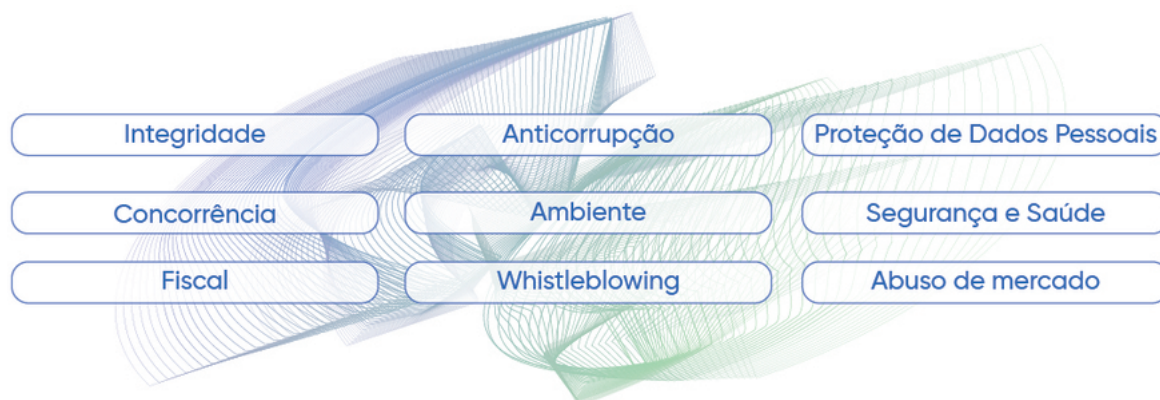 Integridade
Anticorrupção
Proteção de Dados Pessoais
Concorrência
Ambiente
Segurança e Saúde
Fiscal
Whistleblowing
Abuso de mercado